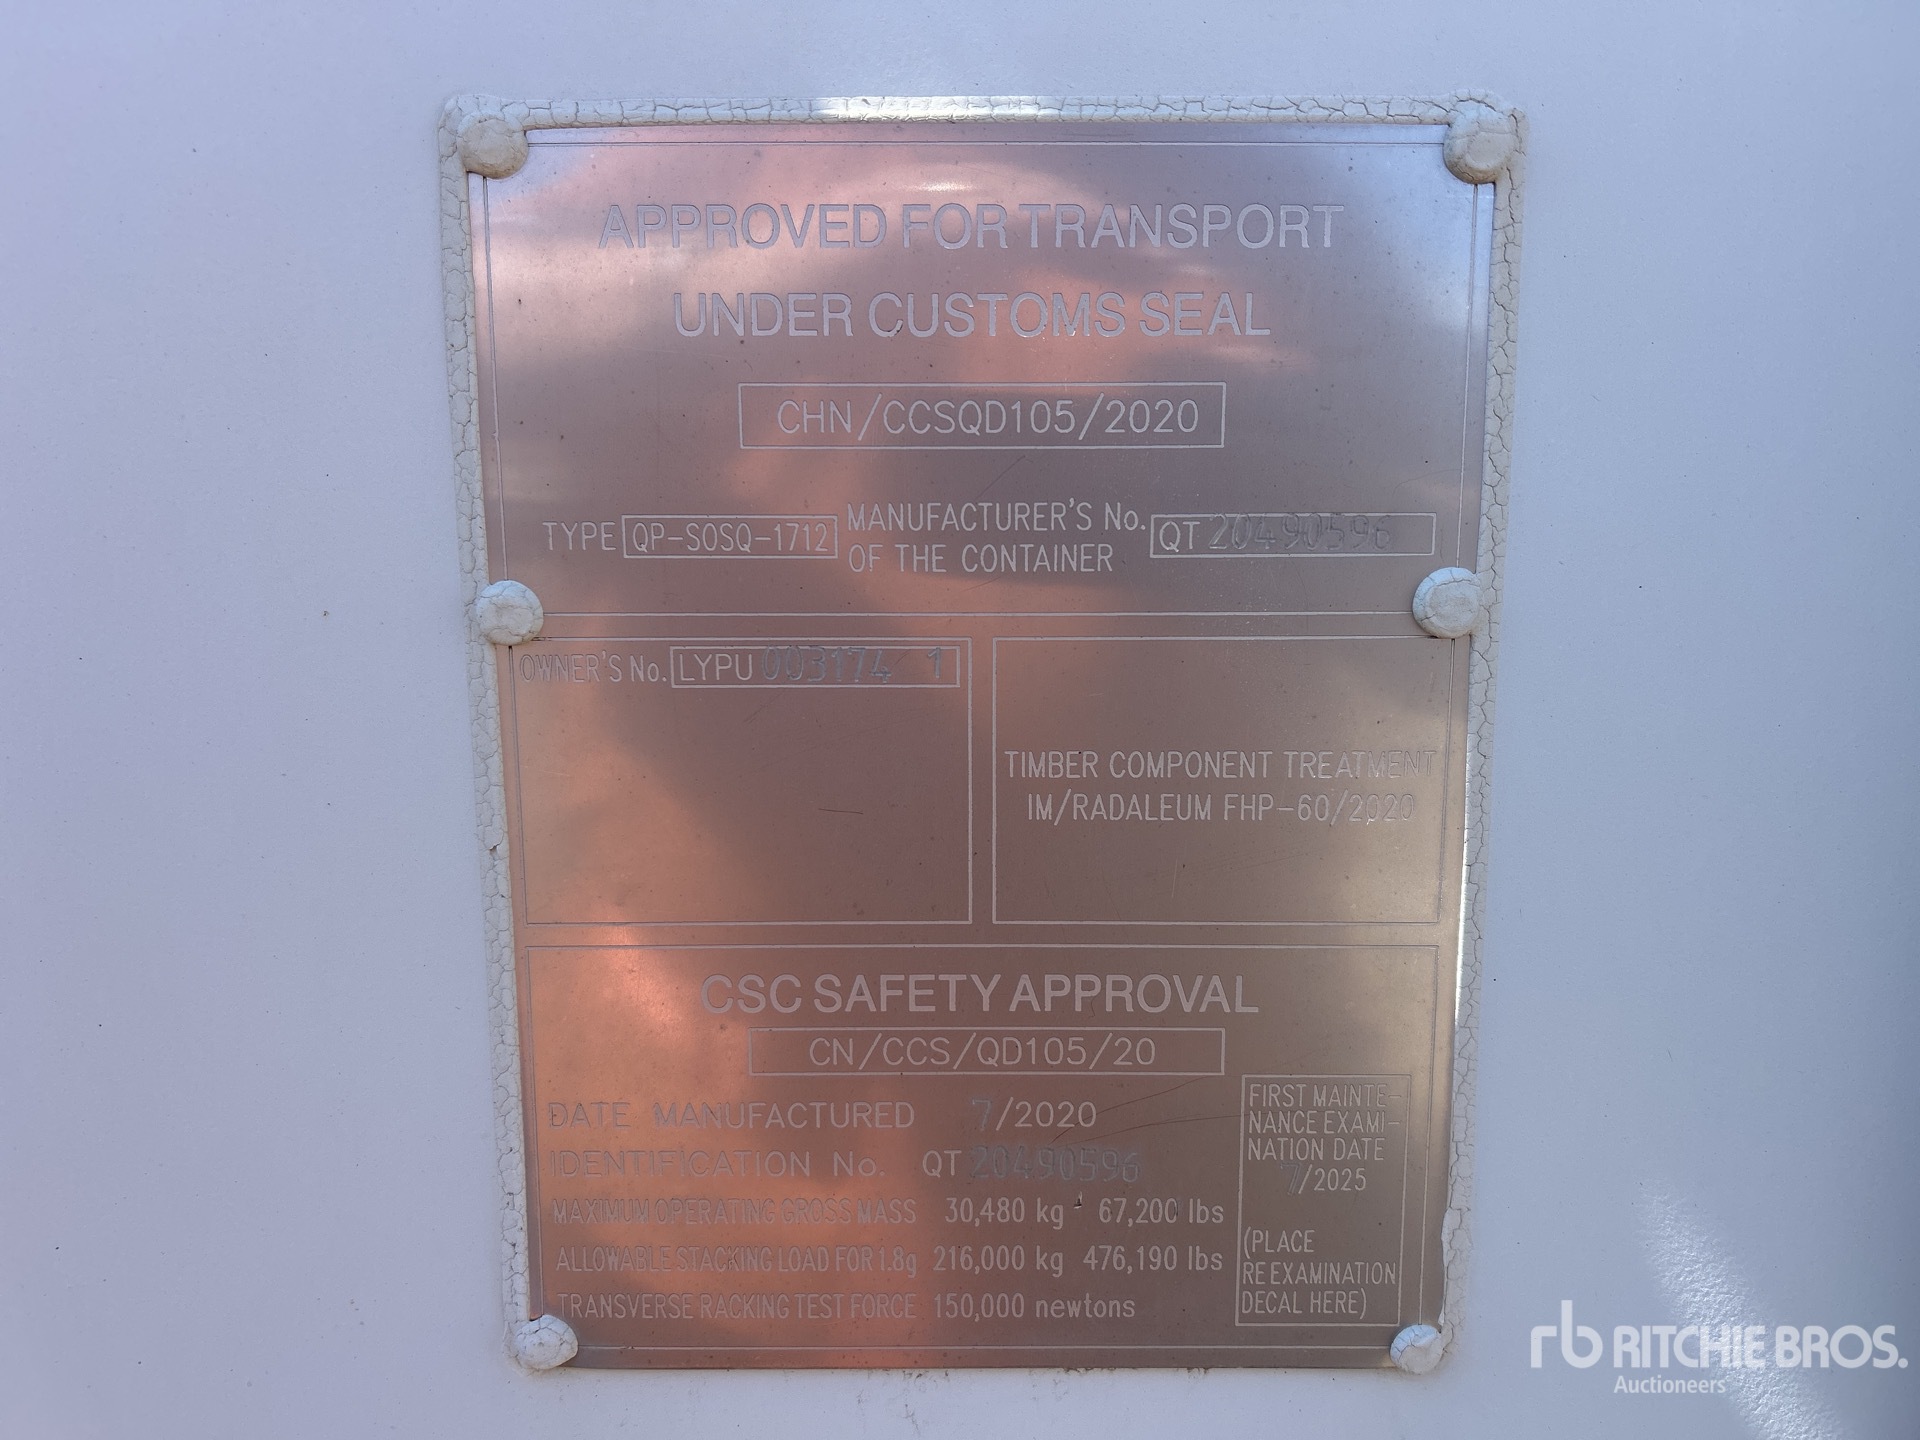 APPROVED FOR TRANSPORT
UNDER CUSTOMS SEAL
CHN/CCSQD105/2020
TYPE QP-SOSQ-1712 MANUFACTURER'S No. OF THE CONTAINER QT 20490596
OWNER'S No. LYPU 003174 1
TIMBER COMPONENT TREATMENT
IM/RADALEUM FHP-60/2020
CSC SAFETY APPROVAL
CN/CCS/QD105/20
DATE MANUFACTURED 7/2020
IDENTIFICATION No. QT 20490596
MAXIMUM OPERATING GROSS MASS 30,480 kg 67,200 lbs
ALLOWABLE STACKING LOAD FOR 1.8g 216,000 kg 476,190 lbs
TRANSVERSE RACKING TEST FORCE 150,000 newtons
FIRST MAINTE-
NANCE EXAMI-
NATION DATE
7/2025
(PLACE
RE EXAMINATION
DECAL HERE)
rb RITCHIE BROS.
Auctioneers